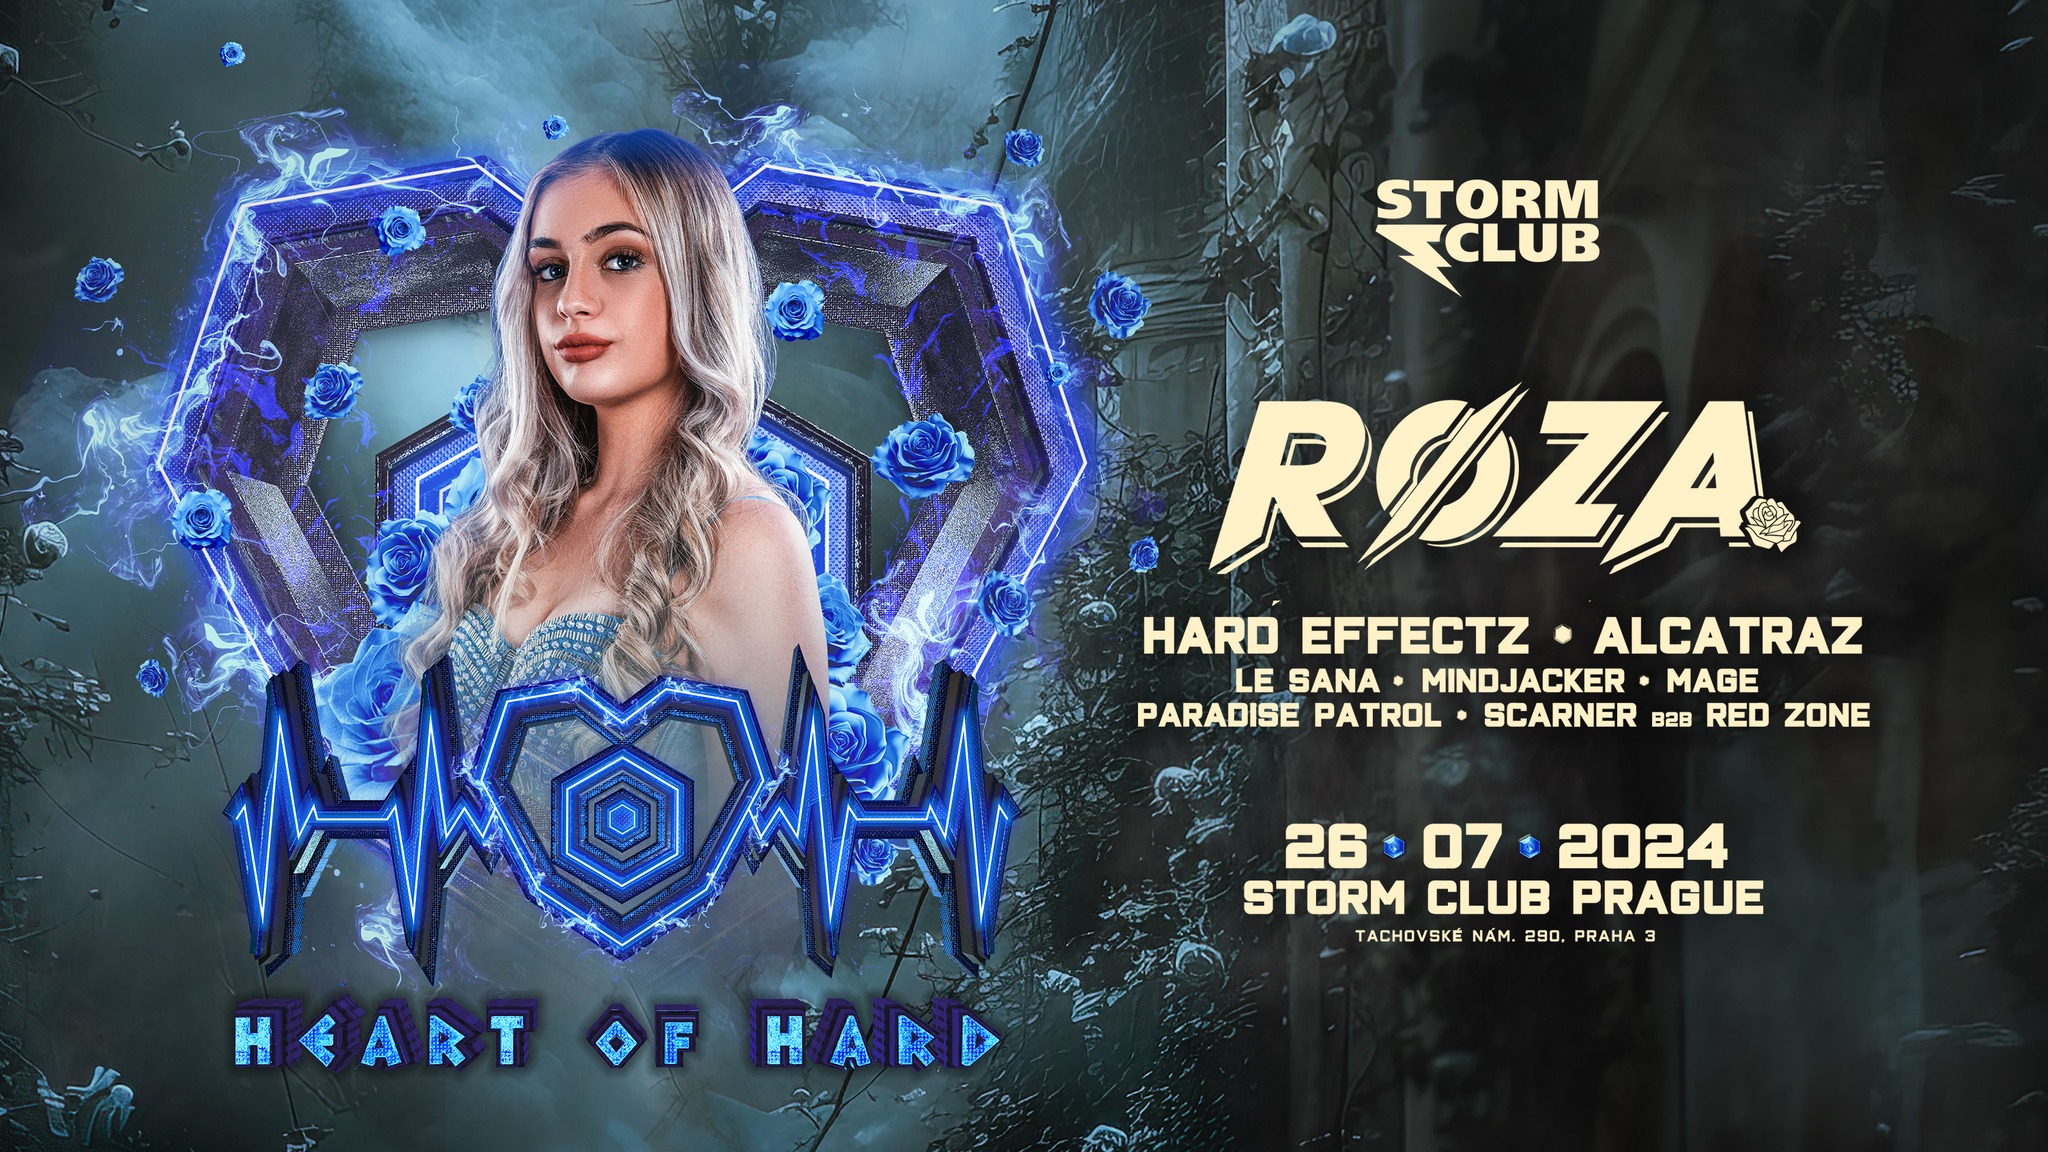 STORM
CLUB
RØZA
HARD EFFECTZ • ALCATRAZ
LE SANA • MINDJACKER • MAGE
PARADISE PATROL • SCARNER B2B RED ZONE
26 • 07 • 2024
STORM CLUB PRAGUE
TACHOVSKÉ NÁM. 290, PRAHA 3
HEART OF HARD